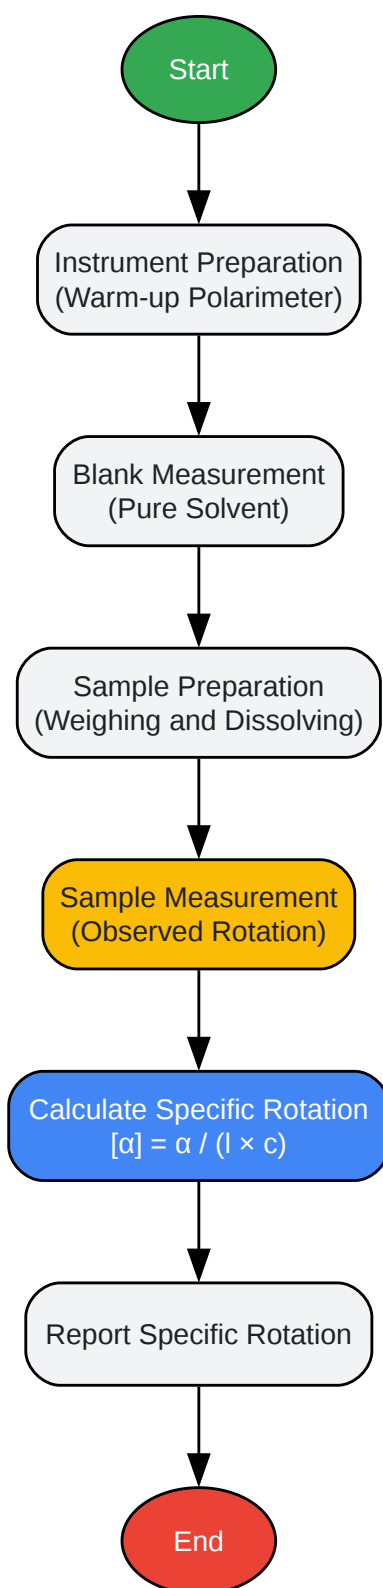 Start
Instrument Preparation
(Warm-up Polarimeter)
Blank Measurement
(Pure Solvent)
Sample Preparation
(Weighing and Dissolving)
Sample Measurement
(Observed Rotation)
Calculate Specific Rotation
[α] = α / (l × c)
Report Specific Rotation
End